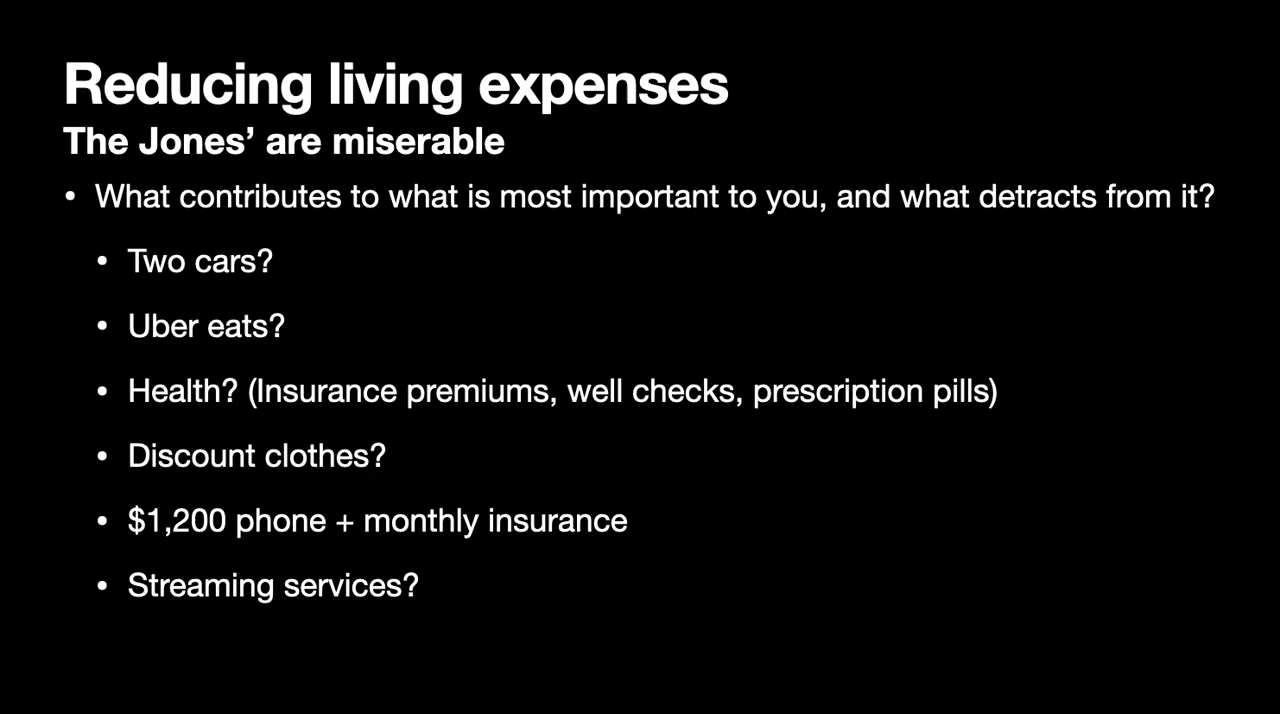 Reducing living expenses
The Jones’ are miserable
• What contributes to what is most important to you, and what detracts from it?
• Two cars?
• Uber eats?
• Health? (Insurance premiums, well checks, prescription pills)
• Discount clothes?
• $1,200 phone + monthly insurance
• Streaming services?